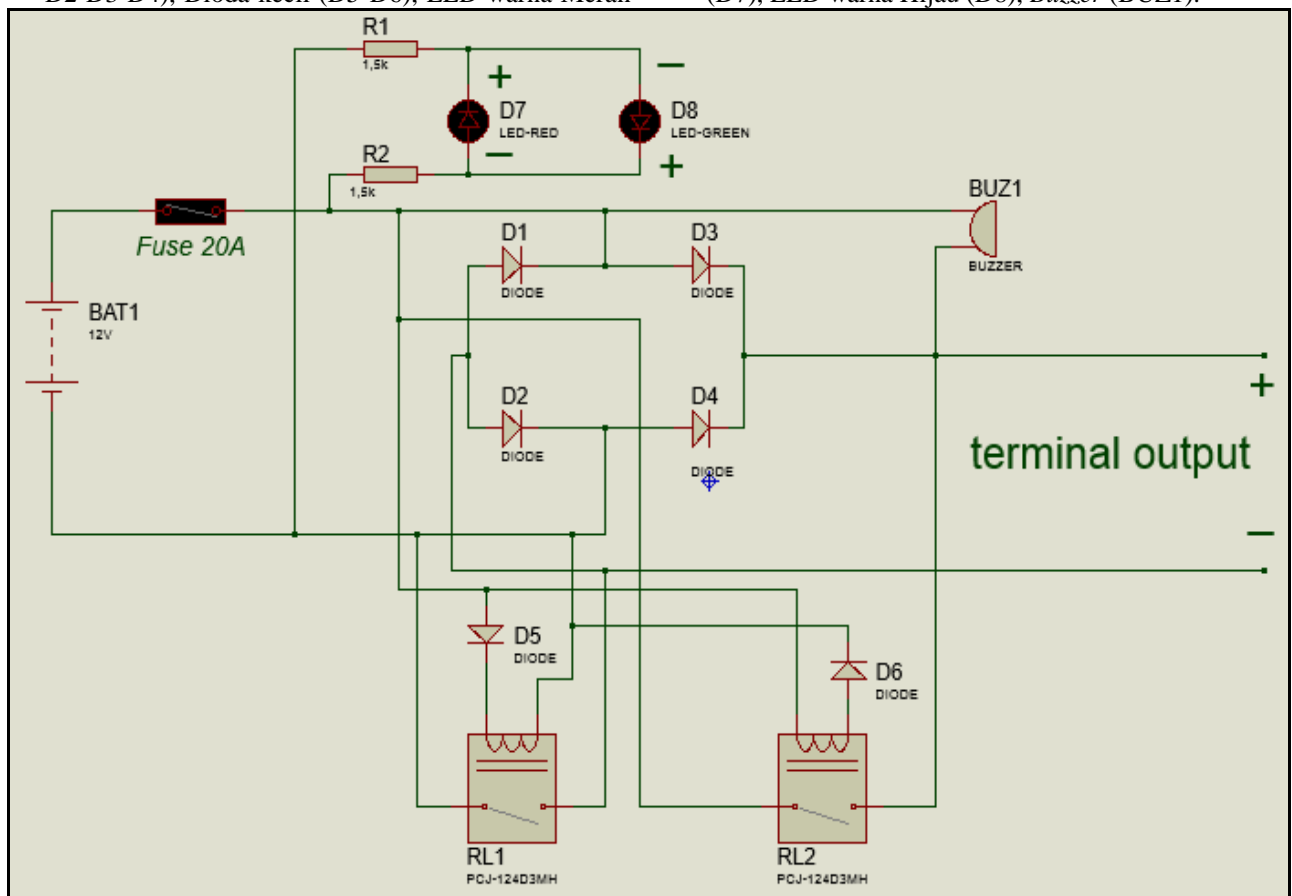 D2-D3-D4), Dioda kecil (D5-D6), LED warna Merah (D7), LED warna Hijau (D8), Buzzer (BUZ1).
R1
1,5k
+
−
D7
LED-RED
D8
LED-GREEN
−
+
R2
1,5k
BUZ1
BUZZER
Fuse 20A
D1
DIODE
D3
DIODE
BAT1
12V
+
D2
DIODE
D4
DIODE
terminal output
−
D5
DIODE
D6
DIODE
RL1
PCJ-124D3MH
RL2
PCJ-124D3MH